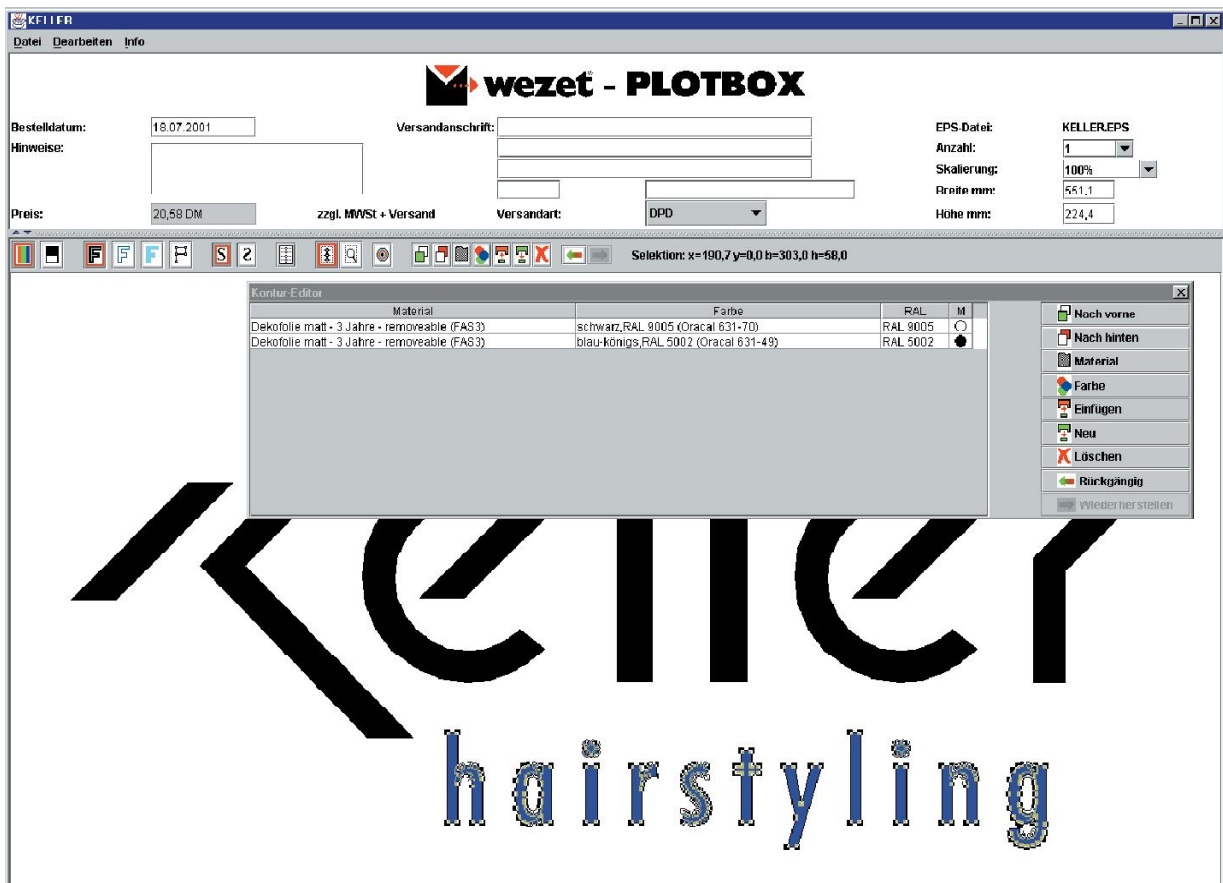 KELLER
Datei Bearbeiten Info
wezet® - PLOTBOX
Bestelldatum: 18.07.2001 Versandanschrift: EPS-Datei: KELLER.EPS
Hinweise: Anzahl: 1
Skalierung: 100%
Breite mm: 551,1
Preis: 20,58 DM zzgl. MWSt + Versand Versandart: DPD Höhe mm: 224,4
F F F S S Selektion: x=190,7 y=0,0 b=303,0 h=58,0
Kontur-Editor
Material Farbe RAL M
Dekofolie matt - 3 Jahre - removeable (FAS3) schwarz,RAL 9005 (Oracal 631-70) RAL 9005
Dekofolie matt - 3 Jahre - removeable (FAS3) blau-königs,RAL 5002 (Oracal 631-49) RAL 5002
Nach vorne
Nach hinten
Material
Farbe
Einfügen
Neu
Löschen
Rückgängig
Wiederherstellen
Keller
hairstyling